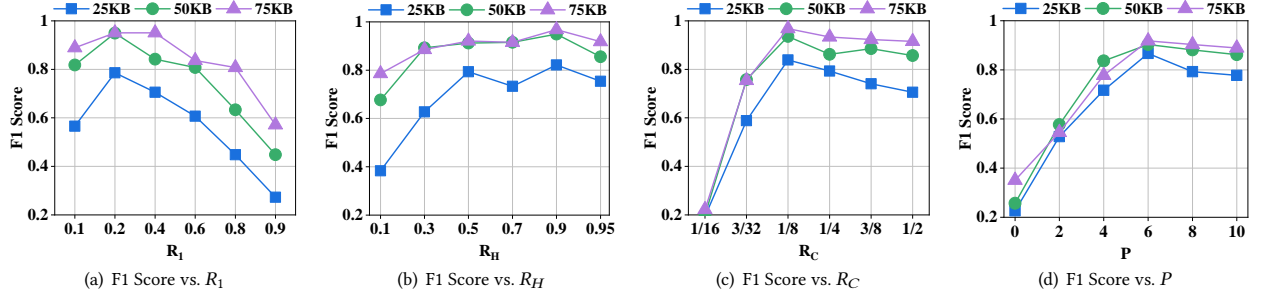 25KB 50KB 75KB
1
0.8
0.6
0.4
0.2
F1 Score
0.1 0.2 0.4 0.6 0.8 0.9
R1
(a) F1 Score vs. R1
25KB 50KB 75KB
1
0.8
0.6
0.4
0.2
F1 Score
0.1 0.3 0.5 0.7 0.9 0.95
RH
(b) F1 Score vs. RH
25KB 50KB 75KB
1
0.8
0.6
0.4
0.2
F1 Score
1/16 3/32 1/8 1/4 3/8 1/2
RC
(c) F1 Score vs. RC
25KB 50KB 75KB
1
0.8
0.6
0.4
0.2
F1 Score
0 2 4 6 8 10
P
(d) F1 Score vs. P